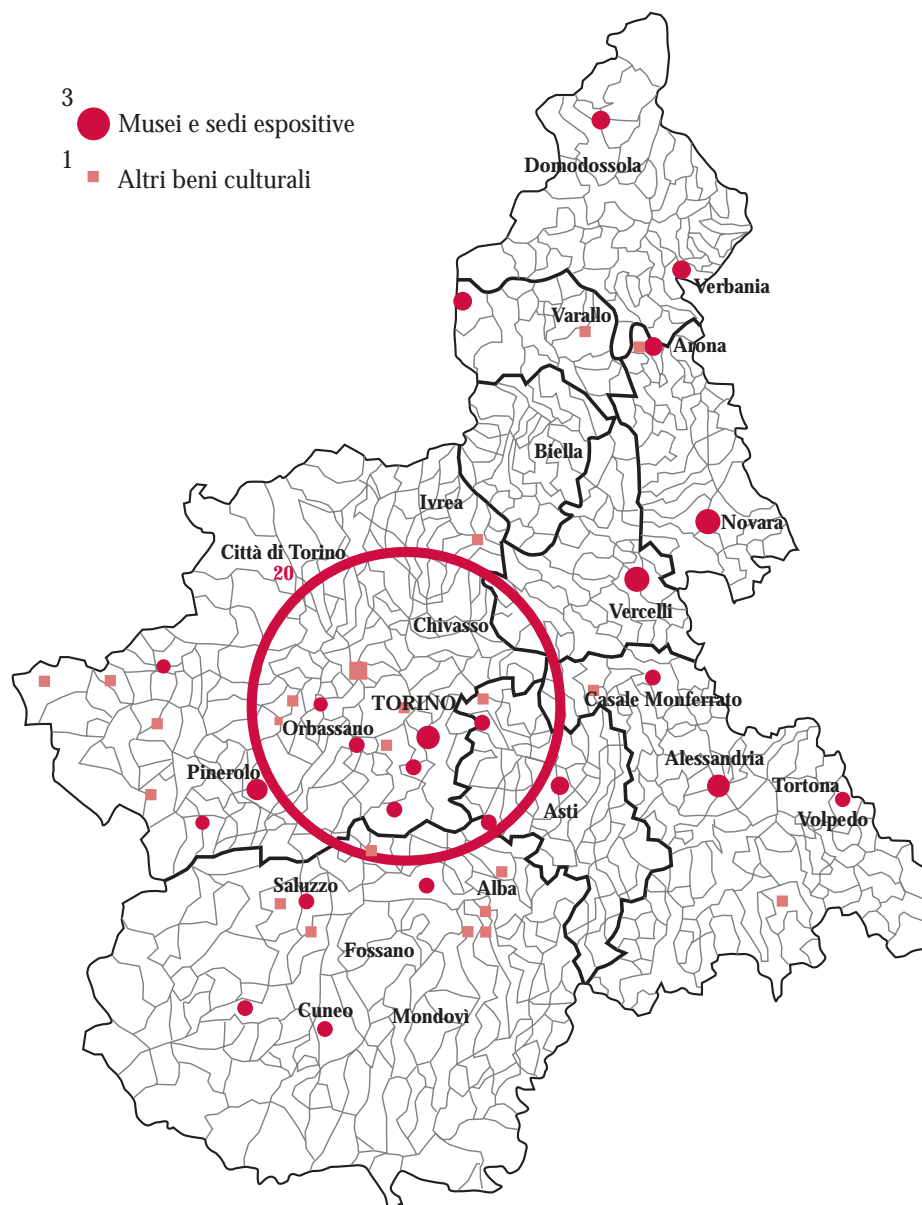 3
Musei e sedi espositive
1
Altri beni culturali
Domodossola
Verbania
Varallo
Arona
Biella
Ivrea
Novara
Città di Torino
20
Vercelli
Chivasso
TORINO
Casale Monferrato
Orbassano
Pinerolo
Alessandria
Tortona
Asti
Volpedo
Saluzzo
Alba
Fossano
Cuneo
Mondovì